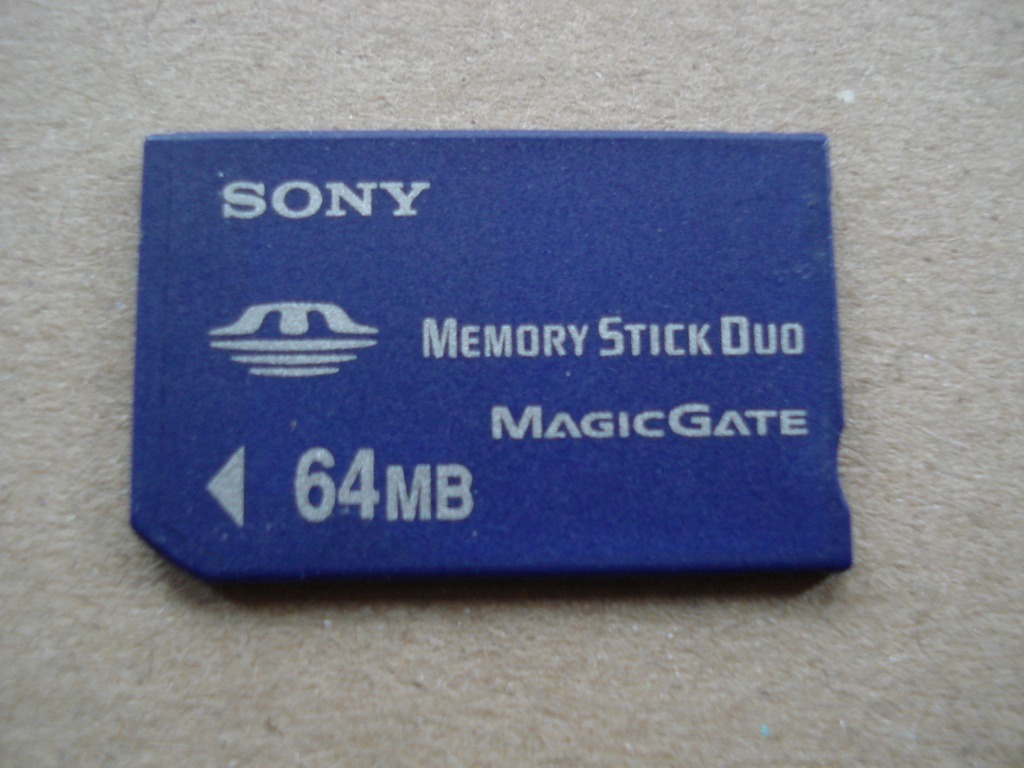 SONY
MEMORY STICK DUO
MAGICGATE
64MB